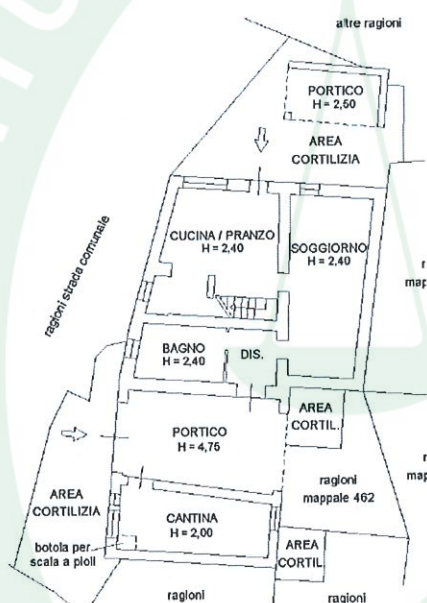 altre ragioni
PORTICO
H = 2,50
AREA
CORTILIZIA
ragioni strada comunale
CUCINA / PRANZO
H = 2,40
SOGGIORNO
H = 2,40
BAGNO
H = 2,40
DIS.
PORTICO
H = 4,75
AREA
CORTIL.
ragioni
mappale 462
AREA
CORTILIZIA
CANTINA
H = 2,00
botola per
scala a pioli
AREA
CORTIL
ragioni
ragioni